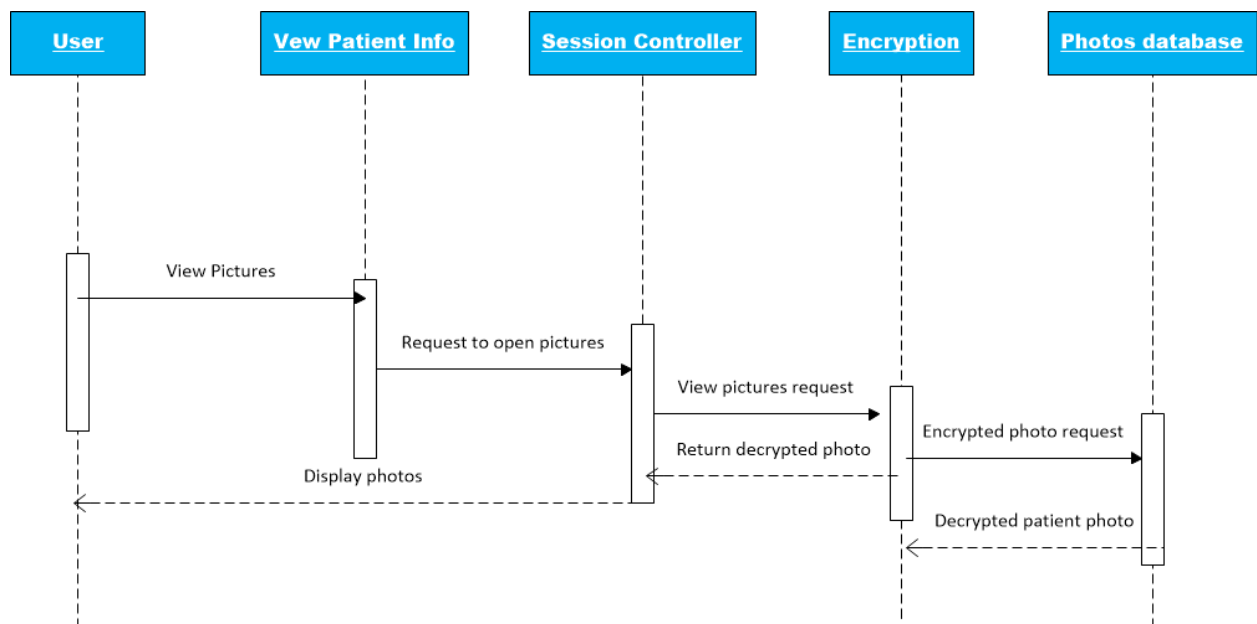 User
Vew Patient Info
Session Controller
Encryption
Photos database
View Pictures
Request to open pictures
View pictures request
Encrypted photo request
Return decrypted photo
Display photos
Decrypted patient photo